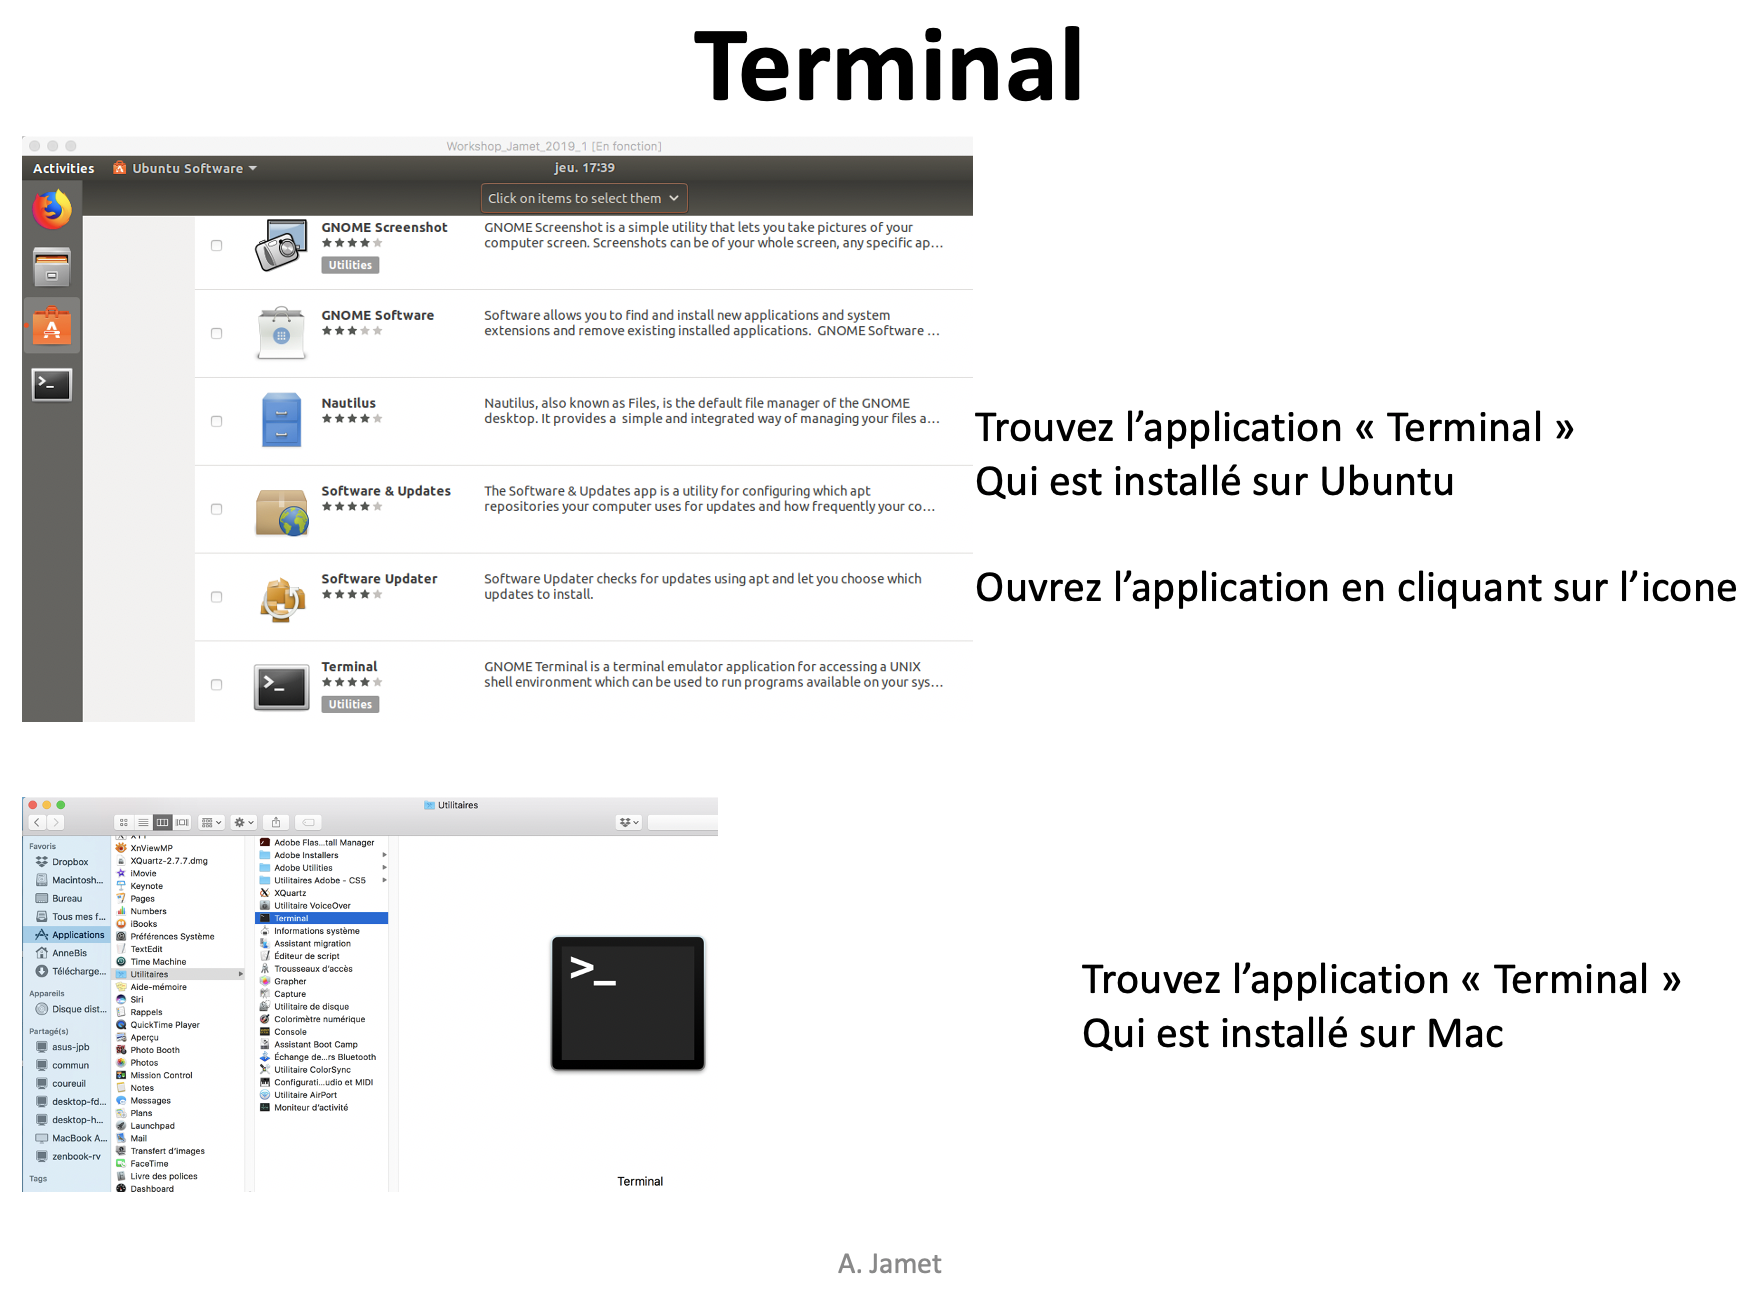 Terminal
Workshop_Jamet_2019_1 [En fonction]
Activities
Ubuntu Software
jeu. 17:39
Click on items to select them
GNOME Screenshot
Utilities
GNOME Screenshot is a simple utility that lets you take pictures of your
computer screen. Screenshots can be of your whole screen, any specific ap...
GNOME Software
Software allows you to find and install new applications and system
extensions and remove existing installed applications. GNOME Software ...
Nautilus
Nautilus, also known as Files, is the default file manager of the GNOME
desktop. It provides a simple and integrated way of managing your files a...
Software & Updates
The Software & Updates app is a utility for configuring which apt
repositories your computer uses for updates and how frequently your co...
Software Updater
Software Updater checks for updates using apt and let you choose which
updates to install.
Terminal
Utilities
GNOME Terminal is a terminal emulator application for accessing a UNIX
shell environment which can be used to run programs available on your sys...
Trouvez l’application « Terminal »
Qui est installé sur Ubuntu
Ouvrez l’application en cliquant sur l’icone
Utilitaires
Favoris
Dropbox
Macintosh...
Bureau
Tous mes f...
Applications
AnneBis
Télécharge...
Appareils
Disque dist...
Partagé(s)
asus-jpb
commun
coureuil
desktop-fd...
desktop-h...
MacBook A...
zenbook-rv
Tags
XnViewMP
XQuartz-2.7.7.dmg
iMovie
Keynote
Pages
Numbers
iBooks
Préférences Système
TextEdit
Time Machine
Utilitaires
Aide-mémoire
Siri
Rappels
QuickTime Player
Aperçu
Photo Booth
Photos
Mission Control
Notes
Messages
Plans
Launchpad
Mail
Transfert d’images
FaceTime
Livre des polices
Dashboard
Adobe Flas...tall Manager
Adobe Installers
Adobe Utilities
Utilitaires Adobe - CS5
XQuartz
Utilitaire VoiceOver
Terminal
Informations système
Assistant migration
Éditeur de script
Trousseaux d’accès
Grapher
Capture
Utilitaire de disque
Colorimètre numérique
Console
Assistant Boot Camp
Échange de...rs Bluetooth
Utilitaire ColorSync
Configurati...udio et MIDI
Utilitaire AirPort
Moniteur d’activité
>_
Terminal
Trouvez l’application « Terminal »
Qui est installé sur Mac
A. Jamet